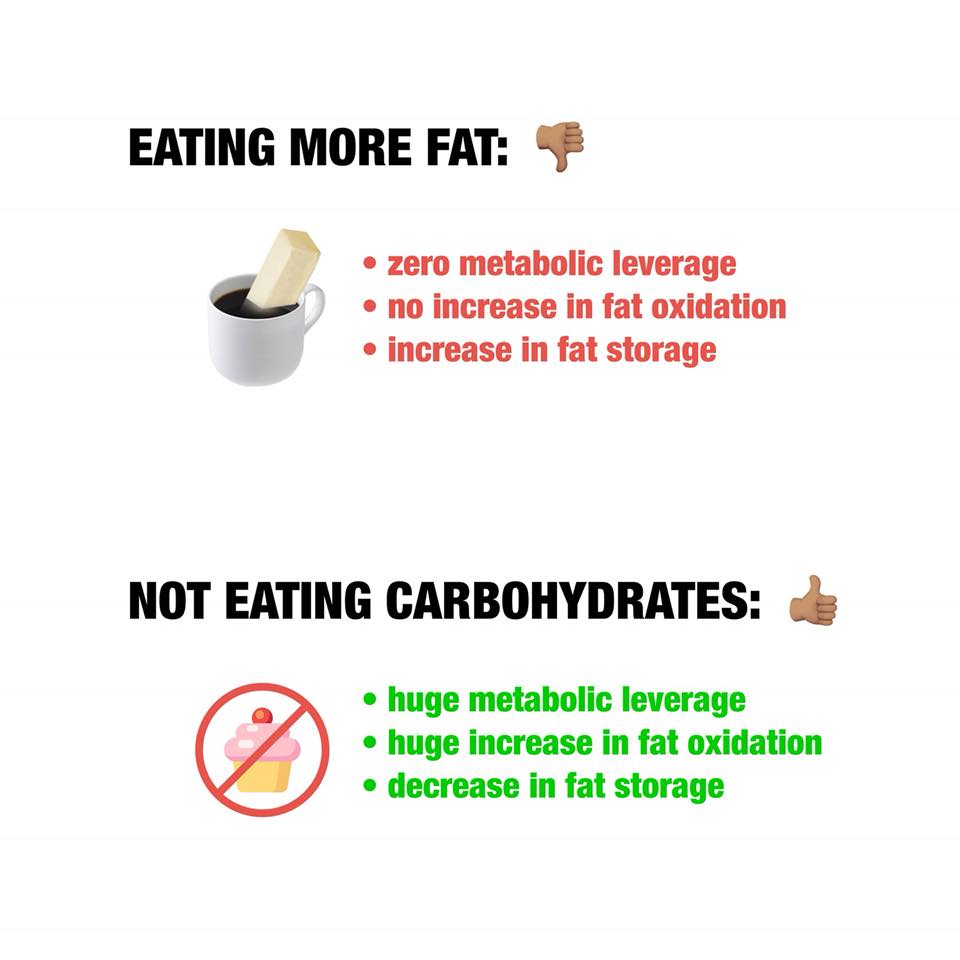 EATING MORE FAT:
• zero metabolic leverage
• no increase in fat oxidation
• increase in fat storage
NOT EATING CARBOHYDRATES:
• huge metabolic leverage
• huge increase in fat oxidation
• decrease in fat storage